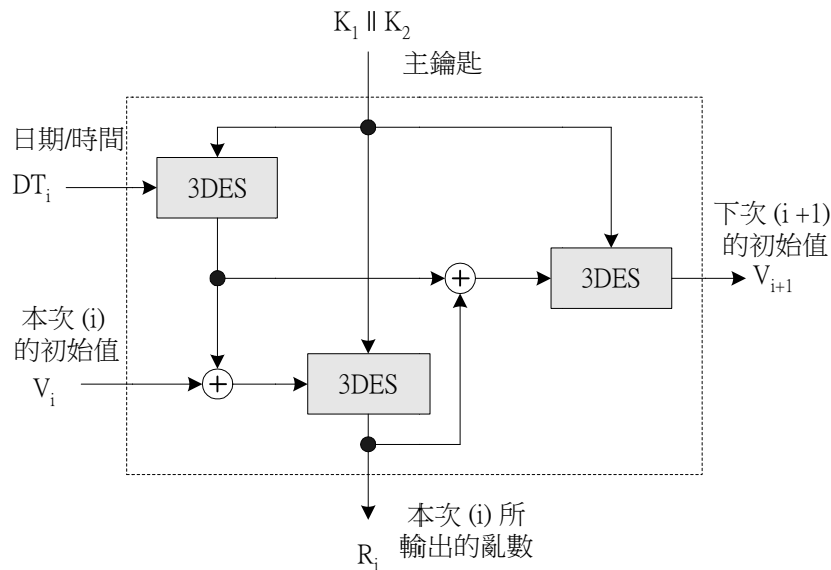 K₁ || K₂
主鑰匙
日期/時間
DTᵢ
3DES
下次 (i +1)
的初始值
Vᵢ₊₁
+
3DES
本次 (i)
的初始值
Vᵢ
+
3DES
本次 (i) 所
輸出的亂數
Rᵢ